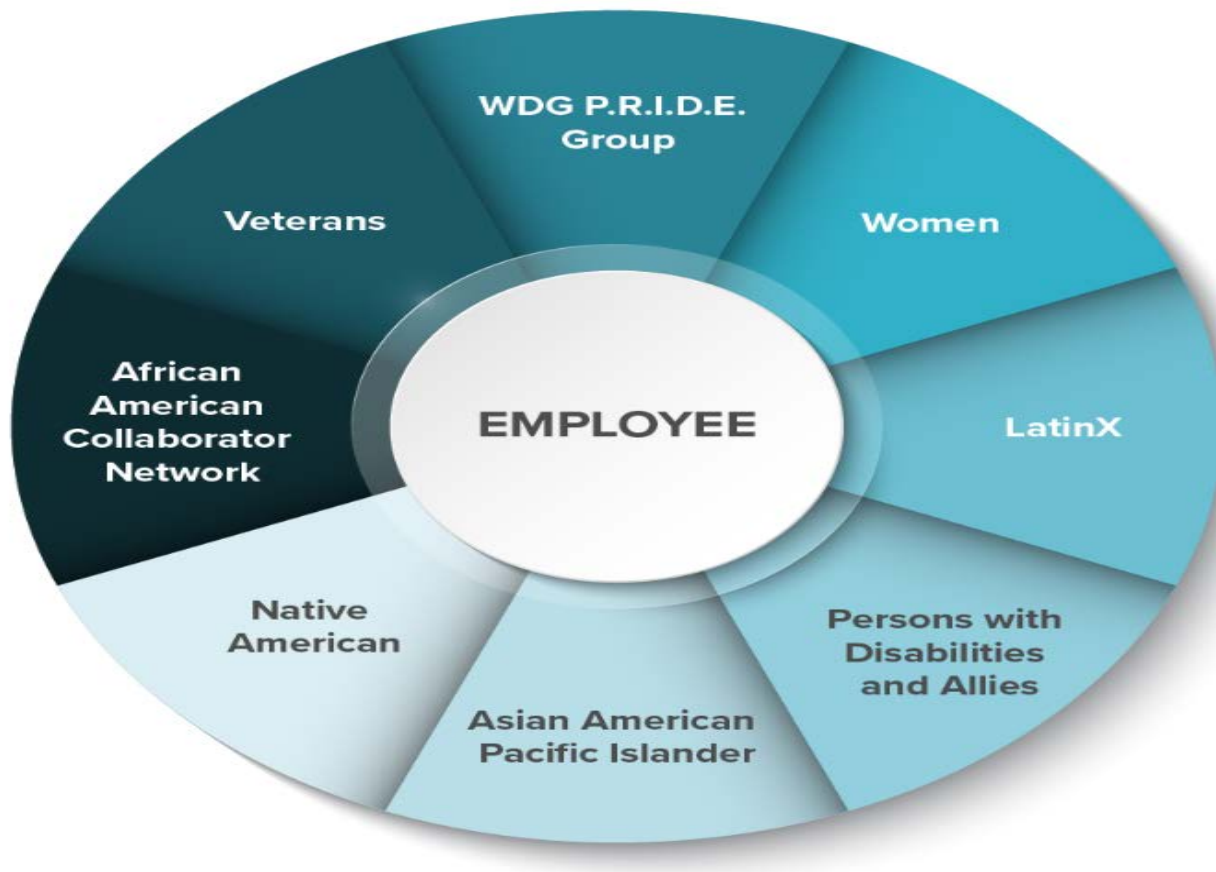 WDG P.R.I.D.E.
Group
Women
LatinX
Persons with
Disabilities
and Allies
Asian American
Pacific Islander
Native
American
African
American
Collaborator
Network
Veterans
EMPLOYEE